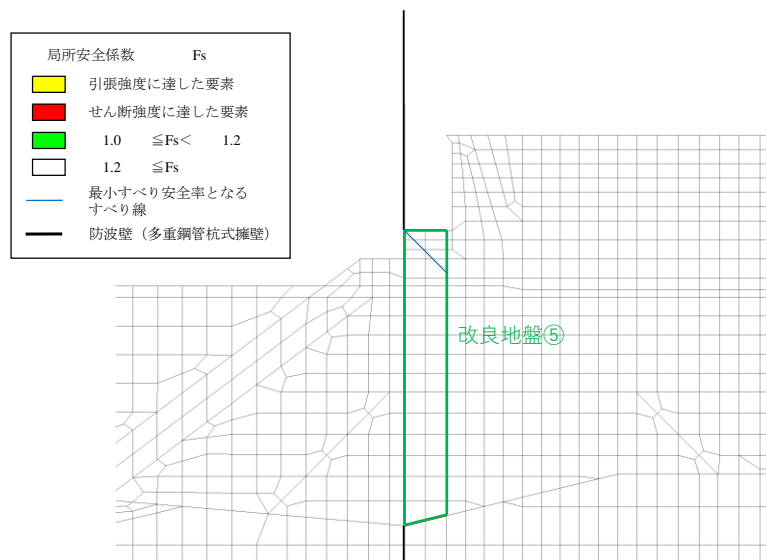 局所安全係数 Fs
引張強度に達した要素
せん断強度に達した要素
1.0 ≦Fs＜ 1.2
1.2 ≦Fs
最小すべり安全率となる
すべり線
防波壁（多重鋼管杭式擁壁）
改良地盤⑤